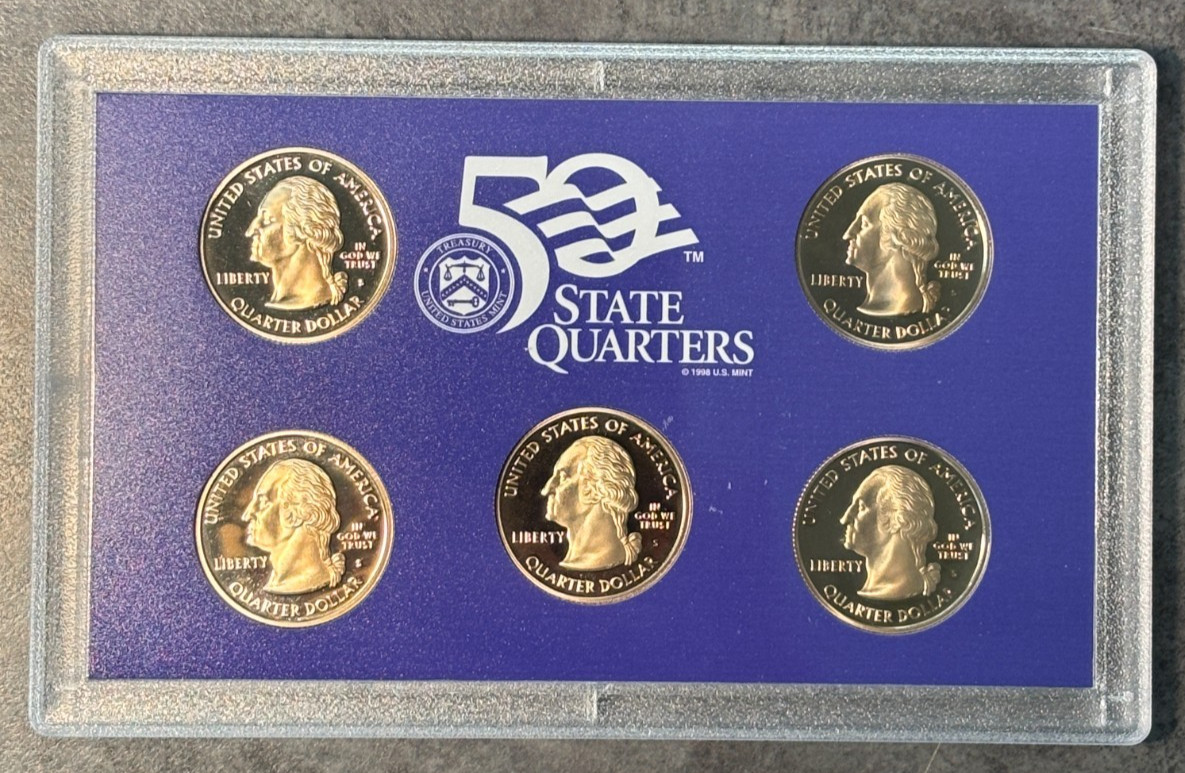 UNITED STATES OF AMERICA
LIBERTY
IN
GOD WE
TRUST
S
QUARTER DOLLAR
50
TM
TREASURY
UNITED STATES MINT
STATE
QUARTERS
© 1998 U.S. MINT
UNITED STATES OF AMERICA
LIBERTY
IN
GOD WE
TRUST
QUARTER DOLLAR
UNITED STATES OF AMERICA
LIBERTY
IN
GOD WE
TRUST
S
QUARTER DOLLAR
UNITED STATES OF AMERICA
LIBERTY
IN
GOD WE
TRUST
S
QUARTER DOLLAR
UNITED STATES OF AMERICA
LIBERTY
IN
GOD WE
TRUST
QUARTER DOLLAR